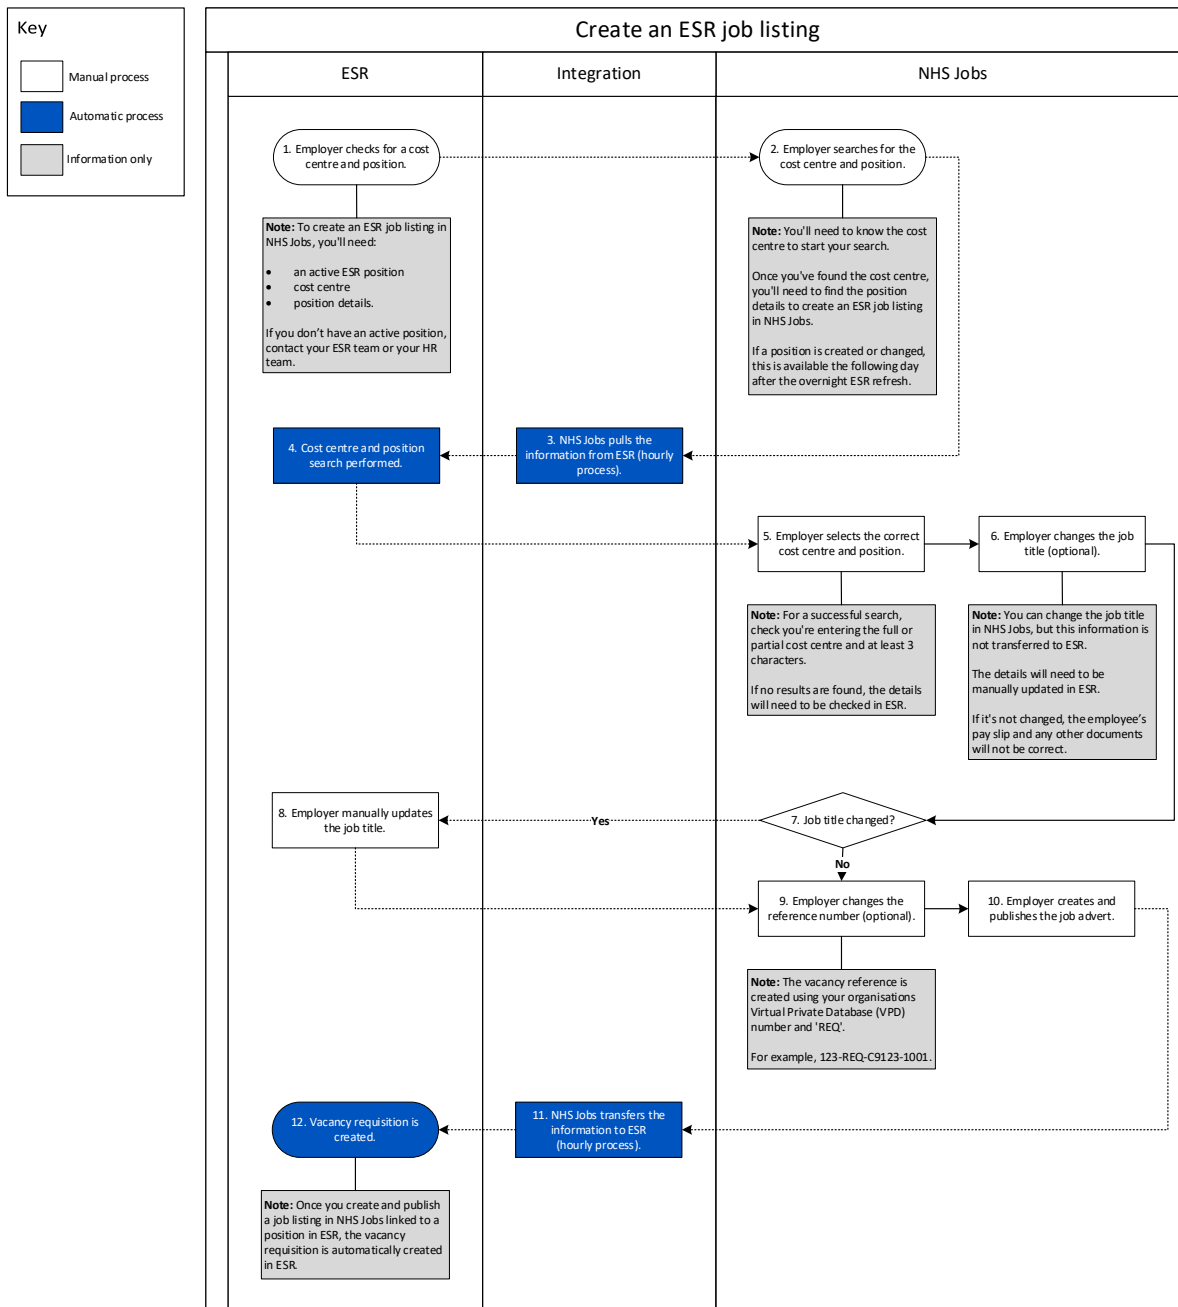 Key
Manual process
Automatic process
Information only
Create an ESR job listing
ESR
Integration
NHS Jobs
1. Employer checks for a cost
centre and position.
2. Employer searches for the
cost centre and position.
Note: To create an ESR job listing in
NHS Jobs, you'll need:
• an active ESR position
• cost centre
• position details.
If you don't have an active position,
contact your ESR team or your HR
team.
Note: You'll need to know the cost
centre to start your search.
Once you've found the cost centre,
you'll need to find the position
details to create an ESR job listing
in NHS Jobs.
If a position is created or changed,
this is available the following day
after the overnight ESR refresh.
4. Cost centre and position
search performed.
3. NHS Jobs pulls the
information from ESR (hourly
process).
5. Employer selects the correct
cost centre and position.
6. Employer changes the job
title (optional).
Note: For a successful search,
check you're entering the full or
partial cost centre and at least 3
characters.
If no results are found, the details
will need to be checked in ESR.
Note: You can change the job title
in NHS Jobs, but this information is
not transferred to ESR.
The details will need to be
manually updated in ESR.
If it's not changed, the employee's
pay slip and any other documents
will not be correct.
8. Employer manually updates
the job title.
Yes
7. Job title changed?
No
9. Employer changes the
reference number (optional).
10. Employer creates and
publishes the job advert.
Note: The vacancy reference is
created using your organisations
Virtual Private Database (VPD)
number and 'REQ'.
For example, 123-REQ-C9123-1001.
12. Vacancy requisition is
created.
11. NHS Jobs transfers the
information to ESR
(hourly process).
Note: Once you create and publish
a job listing in NHS Jobs linked to a
position in ESR, the vacancy
requisition is automatically created
in ESR.